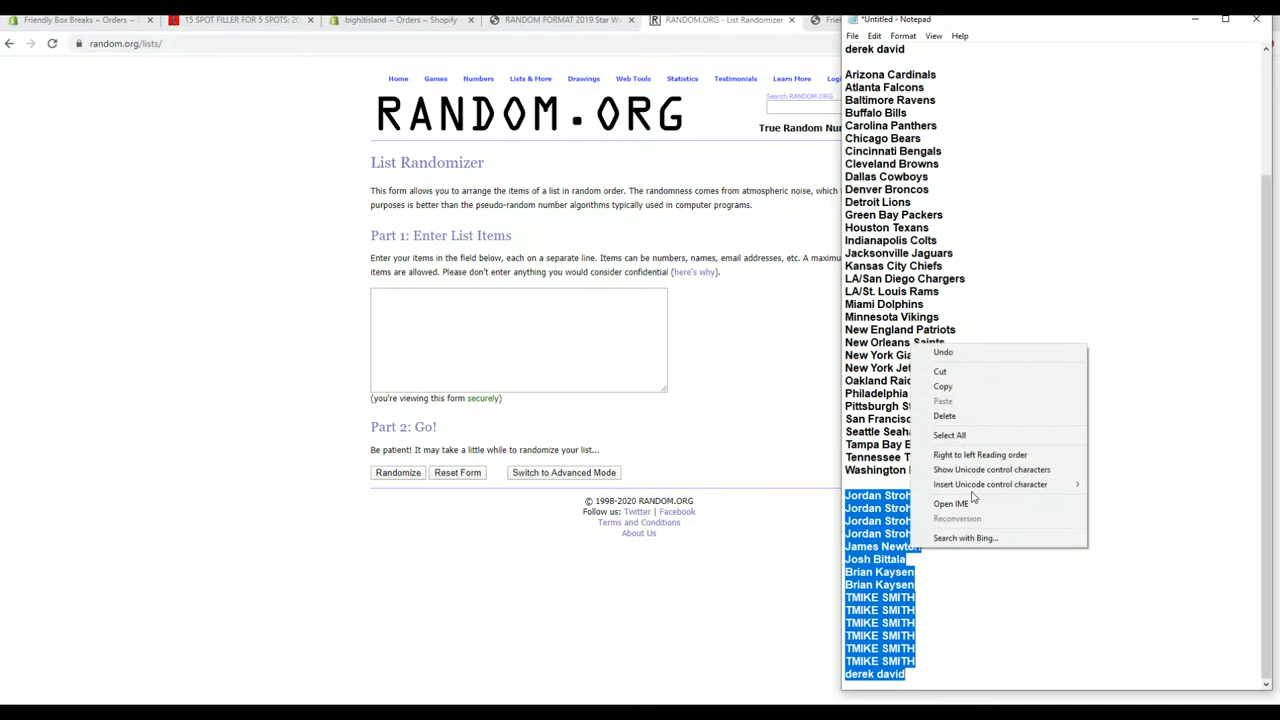 Friendly Box Breaks ~ Orders ~
15 SPOT FILLER FOR 5 SPOTS: 20
bighitisland ~ Orders ~ Shopify
RANDOM FORMAT 2019 Star W
RANDOM.ORG - List Randomizer
Frien
random.org/lists/
Home Games Numbers Lists & More Drawings Web Tools Statistics Testimonials Learn More Logi
Search RANDOM.ORG
RANDOM.ORG
True Random Nun
List Randomizer
This form allows you to arrange the items of a list in random order. The randomness comes from atmospheric noise, which
purposes is better than the pseudo-random number algorithms typically used in computer programs.
Part 1: Enter List Items
Enter your items in the field below, each on a separate line. Items can be numbers, names, email addresses, etc. A maximu
items are allowed. Please don't enter anything you would consider confidential (here's why).
(you're viewing this form securely)
Part 2: Go!
Be patient! It may take a little while to randomize your list...
Randomize Reset Form Switch to Advanced Mode
© 1998-2020 RANDOM.ORG
Follow us: Twitter | Facebook
Terms and Conditions
About Us
*Untitled - Notepad
File Edit Format View Help
derek david
Arizona Cardinals
Atlanta Falcons
Baltimore Ravens
Buffalo Bills
Carolina Panthers
Chicago Bears
Cincinnati Bengals
Cleveland Browns
Dallas Cowboys
Denver Broncos
Detroit Lions
Green Bay Packers
Houston Texans
Indianapolis Colts
Jacksonville Jaguars
Kansas City Chiefs
LA/San Diego Chargers
LA/St. Louis Rams
Miami Dolphins
Minnesota Vikings
New England Patriots
New Orleans Saints
New York Gia
New York Jet
Oakland Raid
Philadelphia
Pittsburgh St
San Francisc
Seattle Seah
Tampa Bay B
Tennessee T
Washington
Jordan Stroh
Jordan Stroh
Jordan Stroh
Jordan Stroh
James Newton
Josh Bittala
Brian Kaysen
Brian Kaysen
TMIKE SMITH
TMIKE SMITH
TMIKE SMITH
TMIKE SMITH
TMIKE SMITH
TMIKE SMITH
derek david
Undo
Cut
Copy
Paste
Delete
Select All
Right to left Reading order
Show Unicode control characters
Insert Unicode control character
Open IME
Reconversion
Search with Bing...